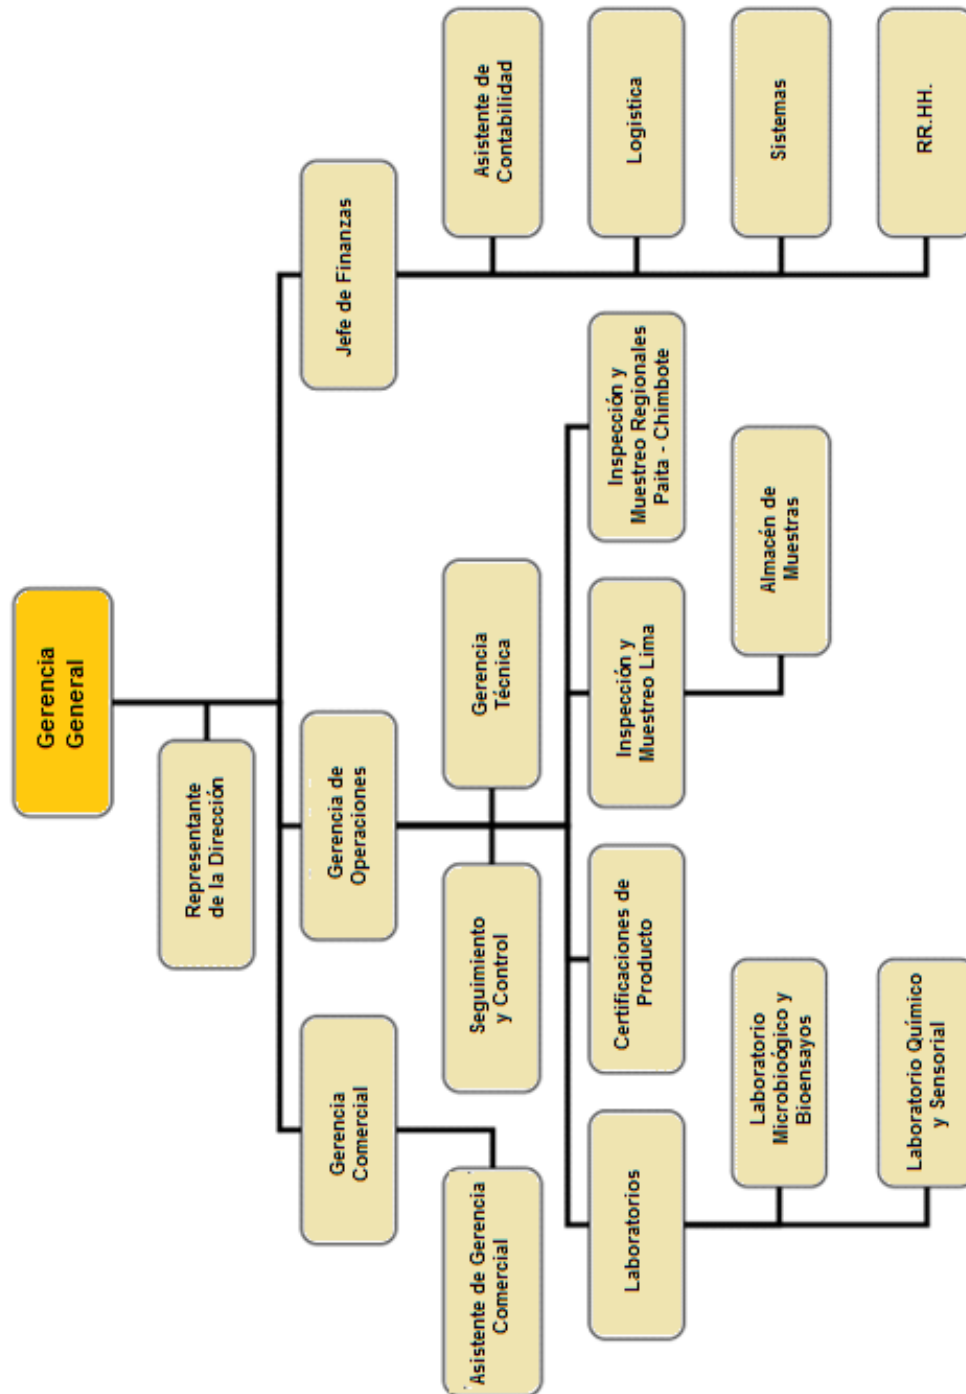 Gerencia
General
Representante
de la Dirección
Gerencia
Comercial
Gerencia de
Operaciones
Jefe de Finanzas
Asistente de Gerencia
Comercial
Seguimiento
y Control
Gerencia
Técnica
Asistente de
Contabilidad
Laboratorios
Certificaciones de
Producto
Inspección y
Muestreo Lima
Inspección y
Muestreo Regionales
Paita - Chimbote
Logistica
Laboratorio
Microbioógico y
Bioensayos
Almacén de
Muestras
Sistemas
Laboratorio Químico
y Sensorial
RR.HH.